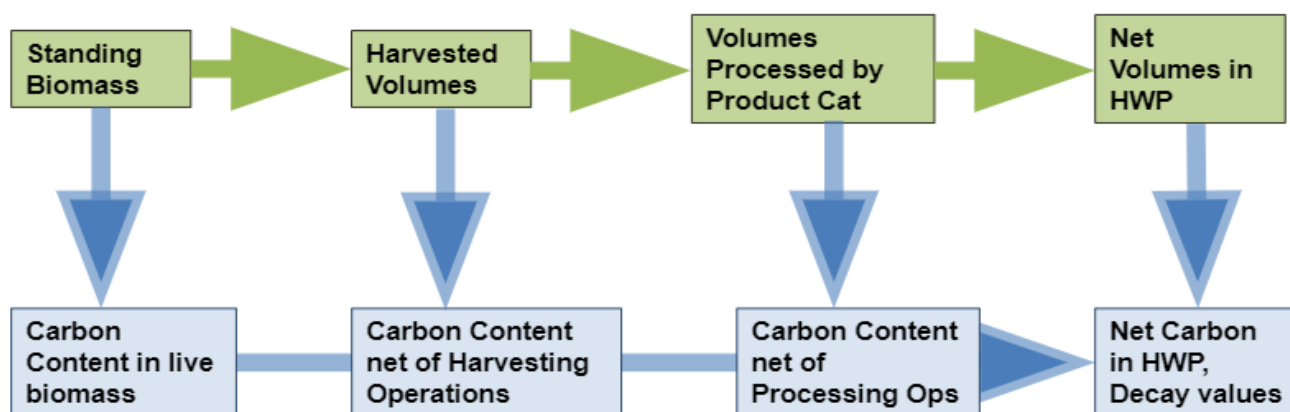 Standing
Biomass
Harvested
Volumes
Volumes
Processed by
Product Cat
Net
Volumes in
HWP
Carbon
Content in live
biomass
Carbon Content
net of Harvesting
Operations
Carbon Content
net of
Processing Ops
Net Carbon
in HWP,
Decay values